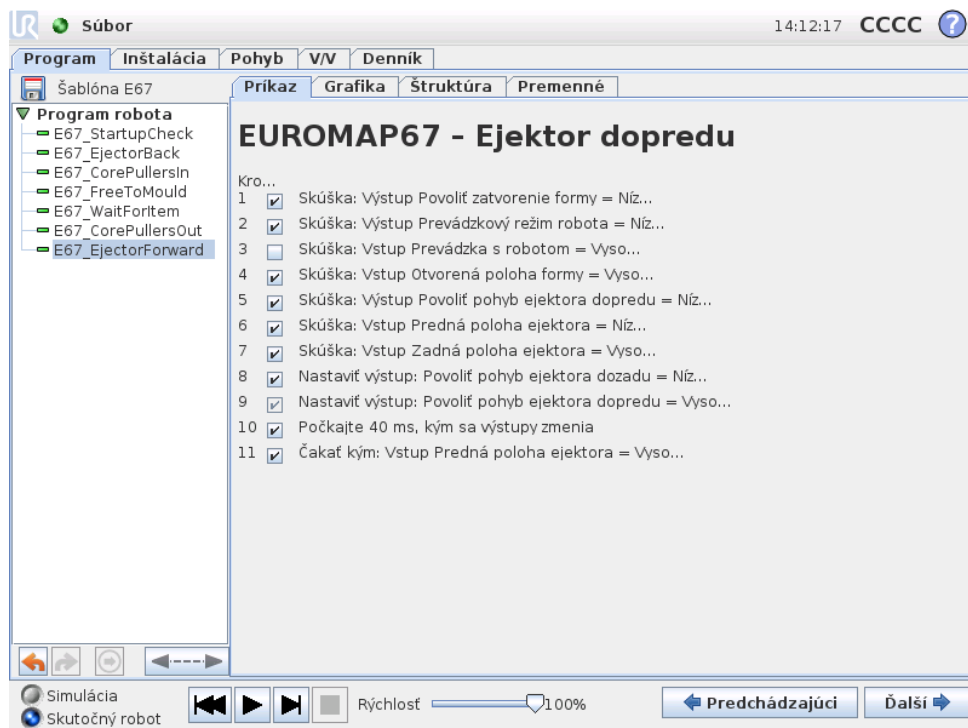 UR Súbor 14:12:17 CCCC ?
Program Inštalácia Pohyb V/V Denník
Šablóna E67
Príkaz Grafika Štruktúra Premenné
Program robota
E67_StartupCheck
E67_EjectorBack
E67_CorePullersIn
E67_FreeToMould
E67_WaitForItem
E67_CorePullersOut
E67_EjectorForward
EUROMAP67 - Ejektor dopredu
Kro...
1 Skúška: Výstup Povoliť zatvorenie formy = Níz...
2 Skúška: Výstup Prevádzkový režim robota = Níz...
3 Skúška: Vstup Prevádzka s robotom = Vyso...
4 Skúška: Vstup Otvorená poloha formy = Vyso...
5 Skúška: Výstup Povoliť pohyb ejektora dopredu = Níz...
6 Skúška: Vstup Predná poloha ejektora = Níz...
7 Skúška: Vstup Zadná poloha ejektora = Vyso...
8 Nastaviť výstup: Povoliť pohyb ejektora dozadu = Níz...
9 Nastaviť výstup: Povoliť pohyb ejektora dopredu = Vyso...
10 Počkajte 40 ms, kým sa výstupy zmenia
11 Čakať kým: Vstup Predná poloha ejektora = Vyso...
Simulácia
Skutočný robot
Rýchlosť 100%
Predchádzajúci Ďalší